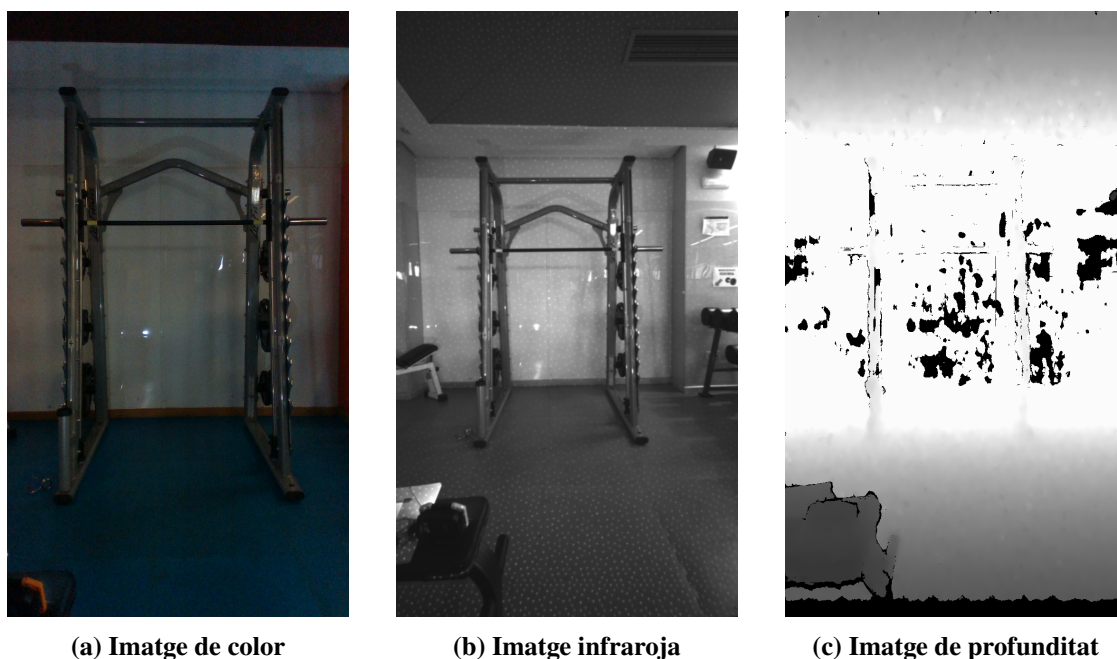 (a) Imatge de color
(b) Imatge infraroja
(c) Imatge de profunditat